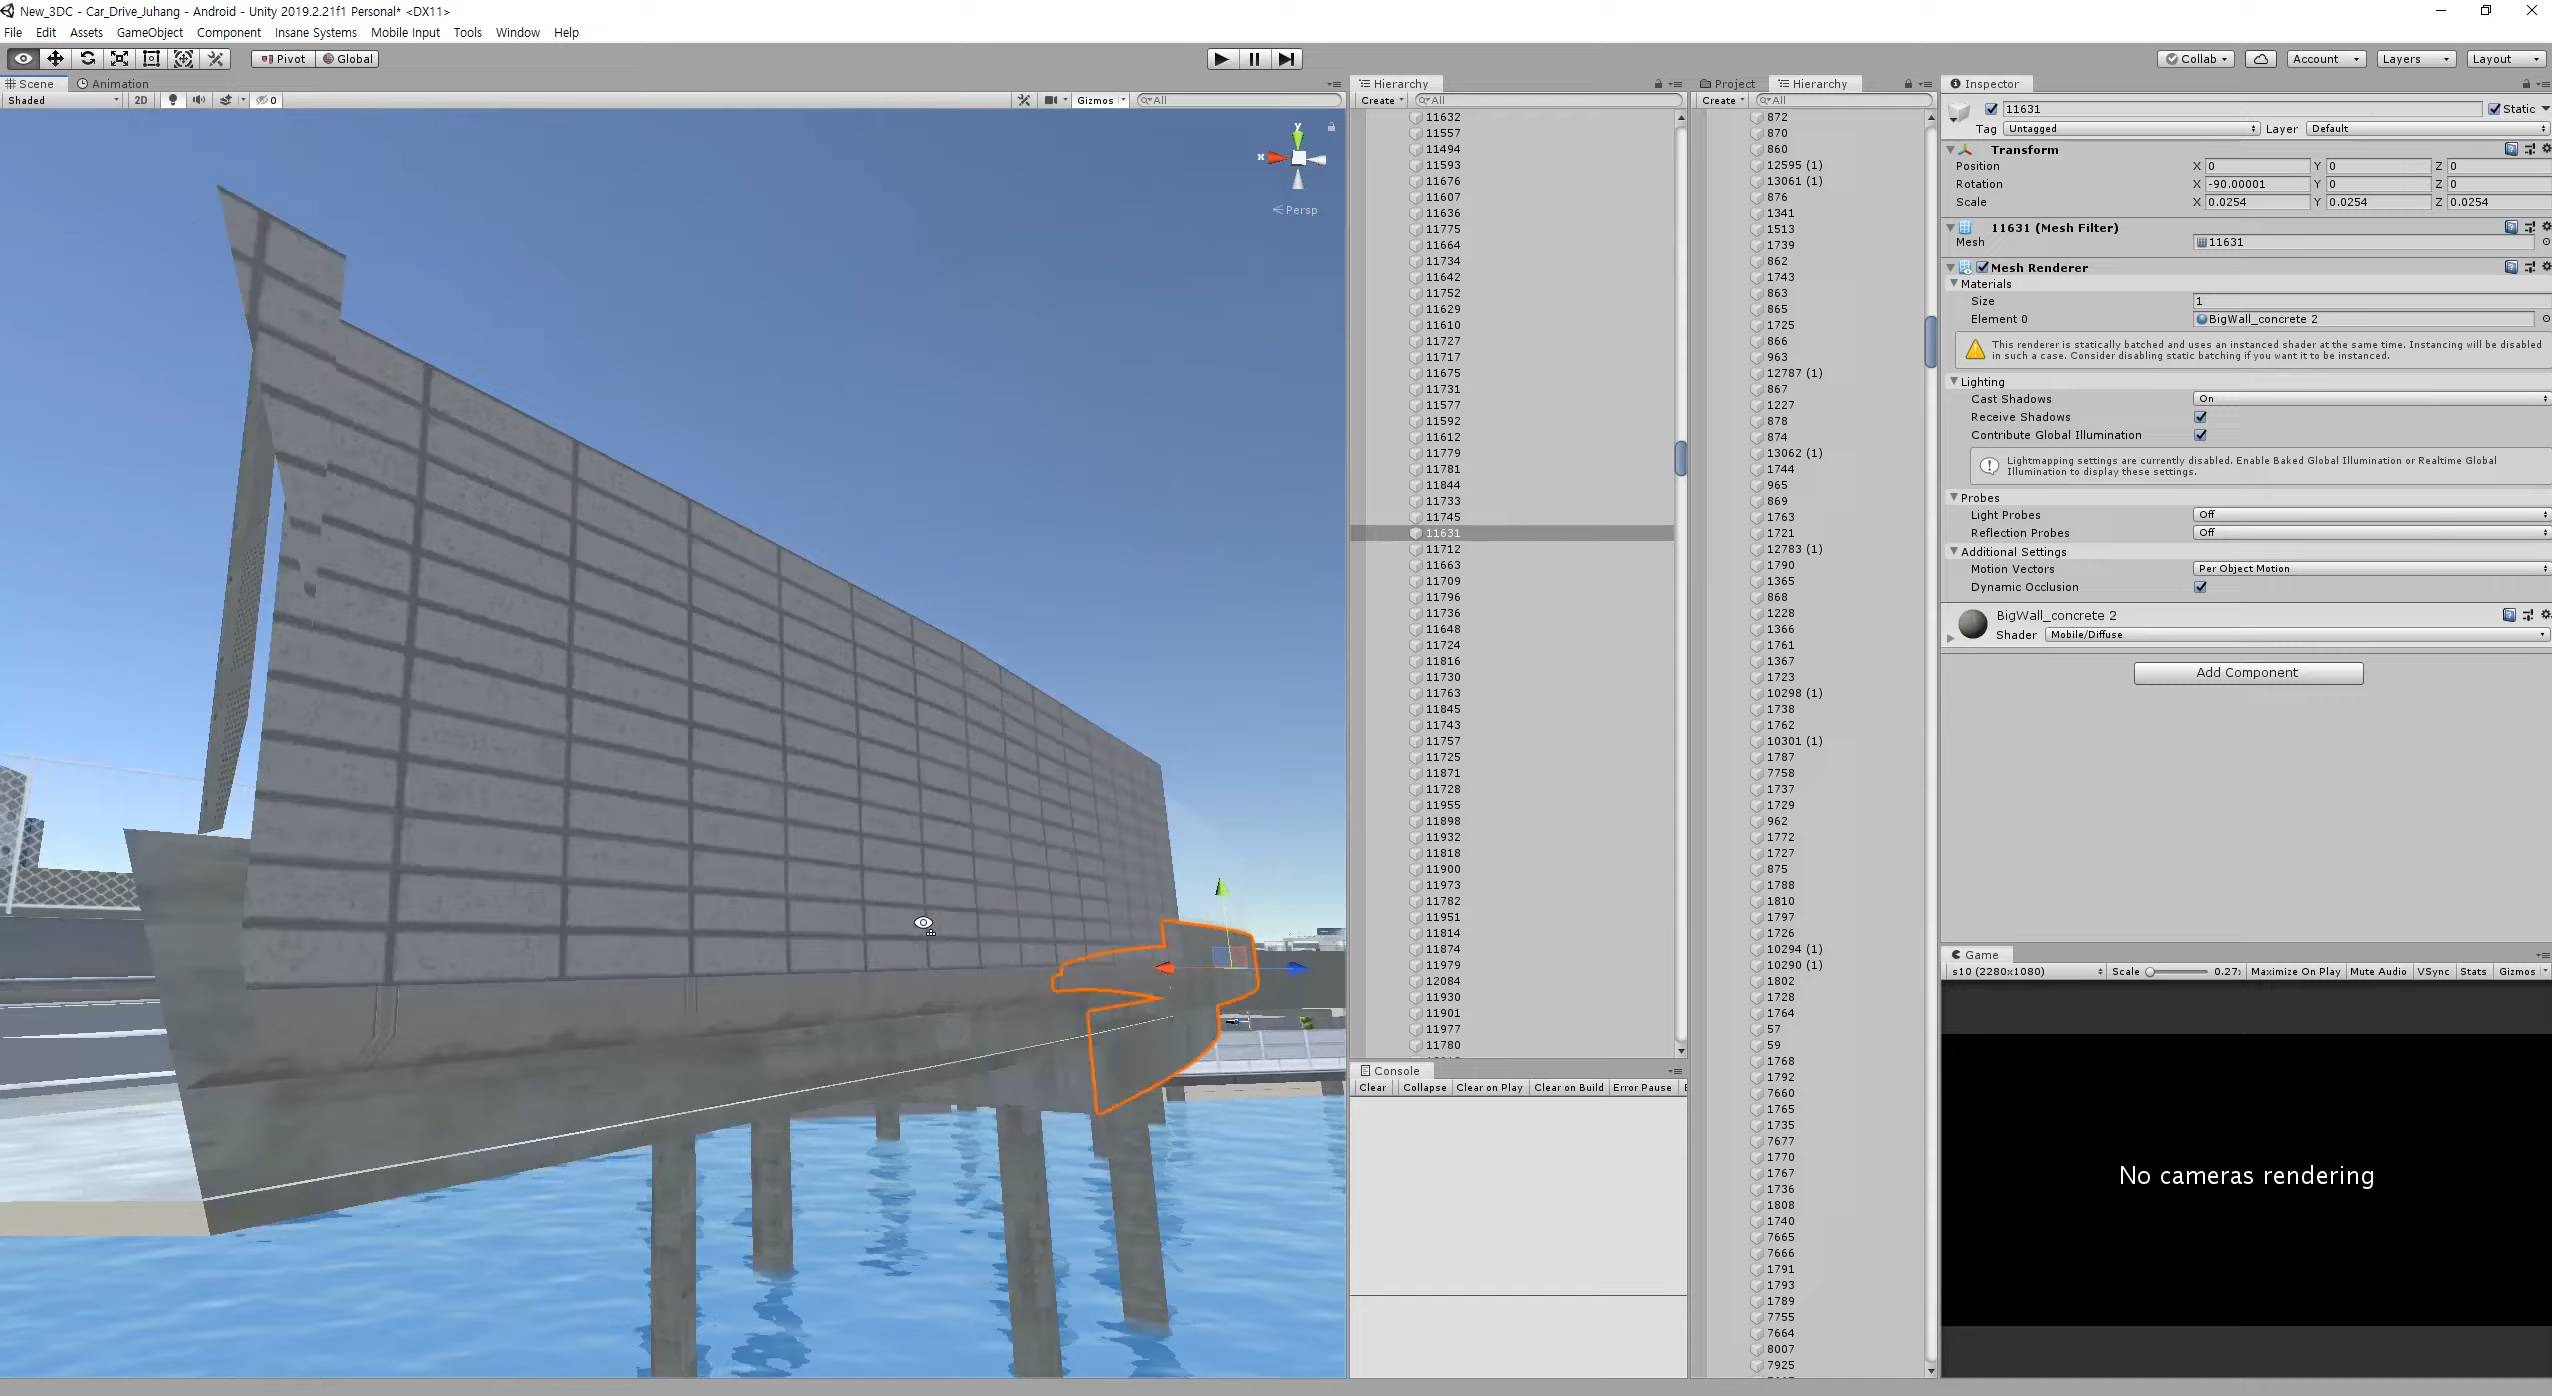 New_3DC - Car_Drive_Juhang - Android - Unity 2019.2.21f1 Personal* <DX11>
File Edit Assets GameObject Component Insane Systems Mobile Input Tools Window Help
Pivot Global
Collab Account Layers Layout
Scene Animation
Shaded 2D 0 Gizmos All
y
x
Persp
Hierarchy
Create All
11632
11557
11494
11593
11676
11607
11636
11775
11664
11734
11642
11752
11629
11610
11727
11717
11675
11731
11577
11592
11612
11779
11781
11844
11733
11745
11631
11712
11663
11709
11796
11736
11648
11724
11816
11730
11763
11845
11743
11757
11725
11871
11728
11955
11898
11932
11818
11900
11973
11782
11951
11814
11874
11979
12084
11930
11901
11977
11780
Console
Clear Collapse Clear on Play Clear on Build Error Pause
Project Hierarchy
Create All
872
870
860
12595 (1)
13061 (1)
876
1341
1513
1739
862
1743
863
865
1725
866
963
12787 (1)
867
1227
878
874
13062 (1)
1744
965
869
1763
1721
12783 (1)
1790
1365
868
1228
1366
1761
1367
1723
10298 (1)
1738
1762
10301 (1)
1787
7758
1737
1729
962
1772
1727
875
1788
1810
1797
1726
10294 (1)
10290 (1)
1802
1728
1764
57
59
1768
1792
7660
1765
1735
7677
1770
1767
1736
1808
1740
7665
7666
1791
1793
1789
7755
7664
8007
7925
Inspector
11631 Static
Tag Untagged Layer Default
Transform
Position X 0 Y 0 Z 0
Rotation X -90.00001 Y 0 Z 0
Scale X 0.0254 Y 0.0254 Z 0.0254
11631 (Mesh Filter)
Mesh 11631
Mesh Renderer
Materials
Size 1
Element 0 BigWall_concrete 2
This renderer is statically batched and uses an instanced shader at the same time. Instancing will be disabled
in such a case. Consider disabling static batching if you want it to be instanced.
Lighting
Cast Shadows On
Receive Shadows
Contribute Global Illumination
Lightmapping settings are currently disabled. Enable Baked Global Illumination or Realtime Global
Illumination to display these settings.
Probes
Light Probes Off
Reflection Probes Off
Additional Settings
Motion Vectors Per Object Motion
Dynamic Occlusion
BigWall_concrete 2
Shader Mobile/Diffuse
Add Component
Game
s10 (2280x1080) Scale 0.27x Maximize On Play Mute Audio VSync Stats Gizmos
No cameras rendering